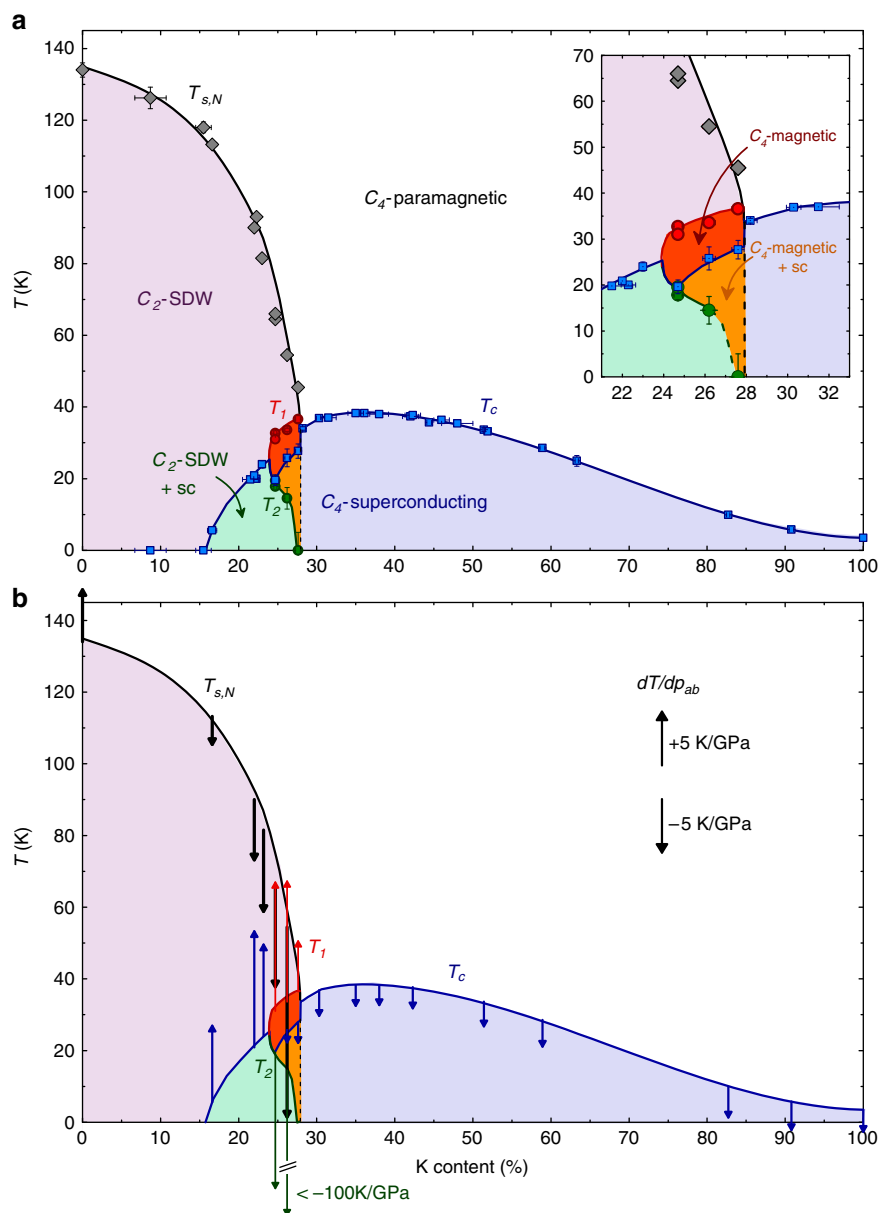 a
140
120
100
80
60
40
20
0
T (K)
T_{s,N}
C_4-paramagnetic
C_2-SDW
C_2-SDW
+ sc
T_1
T_2
T_c
C_4-superconducting
0 10 20 30 40 50 60 70 80 90 100
70
60
50
40
30
20
10
0
C_4-magnetic
C_4-magnetic
+ sc
22 24 26 28 30 32
b
140
120
100
80
60
40
20
0
T (K)
T_{s,N}
dT/dp_{ab}
+5 K/GPa
−5 K/GPa
T_1
T_c
T_2
0 10 20 30 40 50 60 70 80 90 100
K content (%)
< −100K/GPa